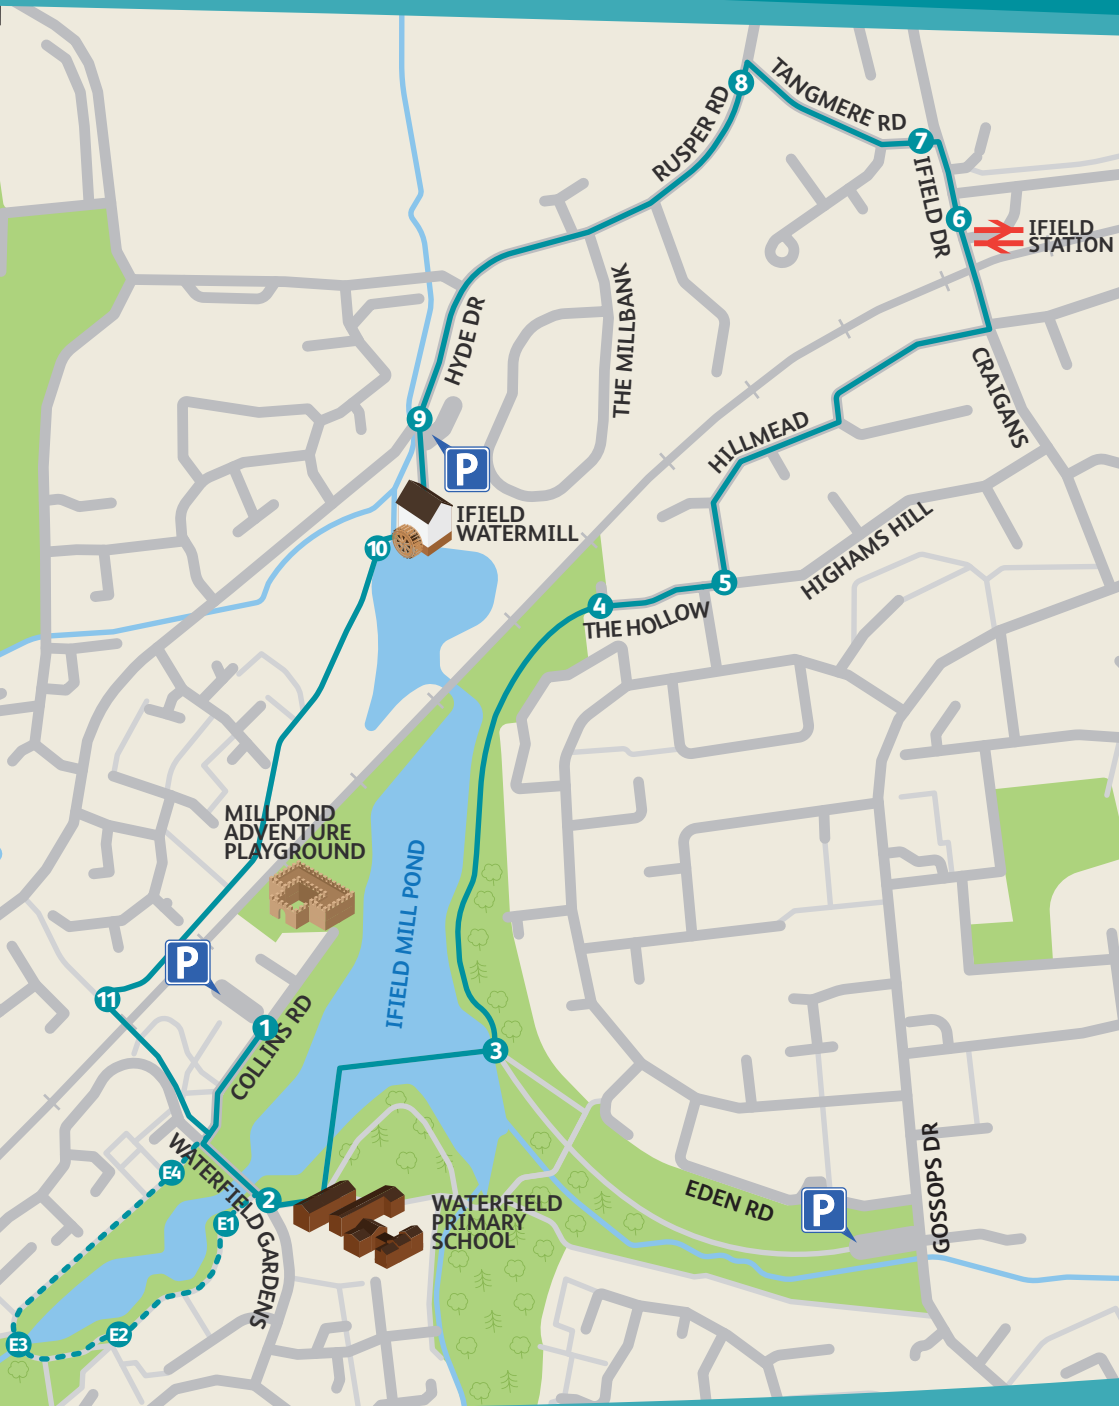 8
TANGMERE RD
RUSPER RD
7
IFIELD DR
6
IFIELD
STATION
HYDE DR
THE MILLBANK
CRAIGANS
9
P
HILLMEAD
IFIELD
WATERMILL
10
HIGHAMS HILL
5
4
THE HOLLOW
MILLPOND
ADVENTURE
PLAYGROUND
IFIELD MILL POND
P
11
1
COLLINS RD
3
WATERFIELD GARDENS
E4
2
E1
WATERFIELD
PRIMARY
SCHOOL
EDEN RD
P
GOSSOPS DR
E3
E2